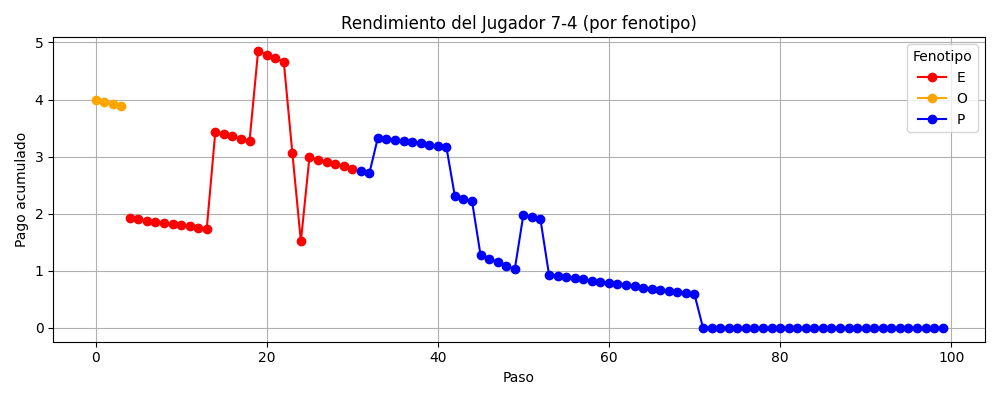 Rendimiento del Jugador 7-4 (por fenotipo)
Pago acumulado
5
4
3
2
1
0
0
20
40
60
80
100
Paso
Fenotipo
E
O
P